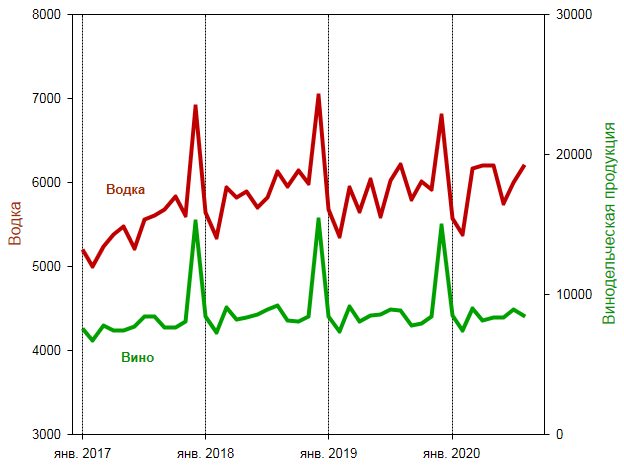 8000
7000
6000
5000
4000
3000
Водка
30000
20000
10000
0
Винодельческая продукция
Водка
Вино
янв. 2017
янв. 2018
янв. 2019
янв. 2020